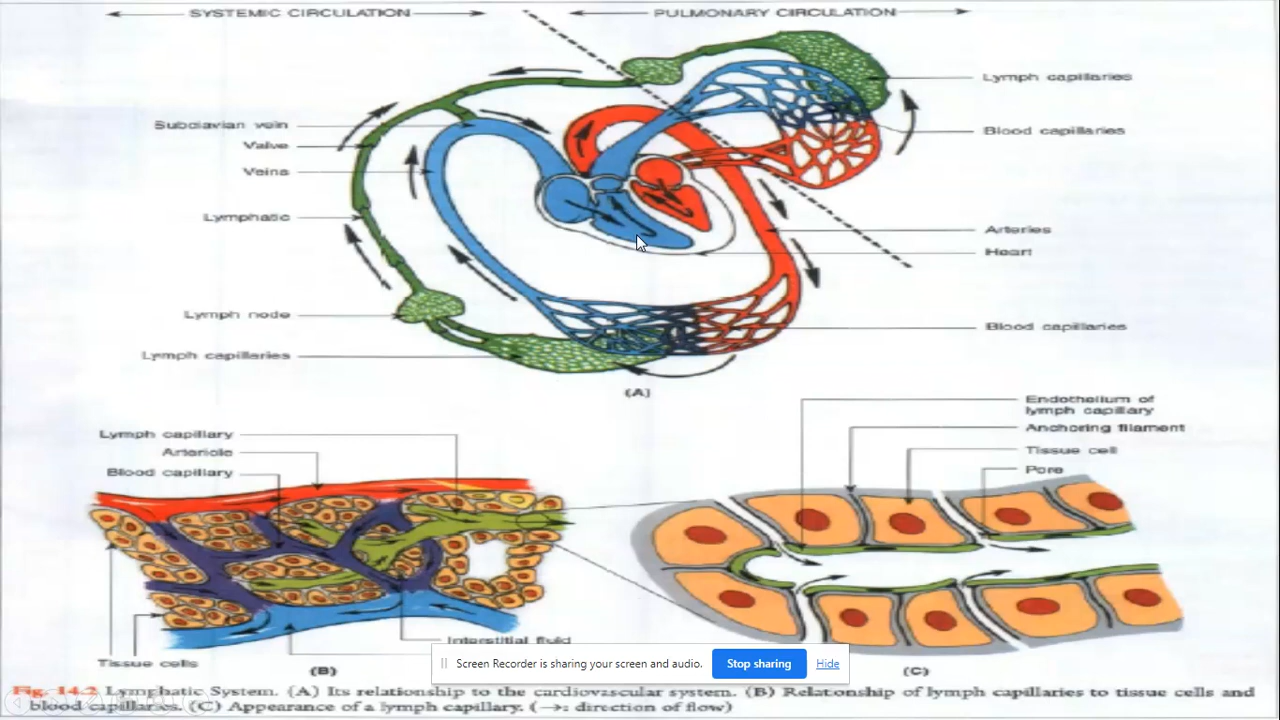 SYSTEMIC CIRCULATION
PULMONARY CIRCULATION
Lymph capillaries
Subclavian vein
Blood capillaries
Valve
Veins
Lymphatic
Arteries
Heart
Lymph node
Blood capillaries
Lymph capillaries
(A)
Endothelium of
lymph capillary
Anchoring filament
Tissue cell
Pore
Lymph capillary
Arteriole
Blood capillary
Interstitial fluid
Tissue cells
(B)
(C)
Screen Recorder is sharing your screen and audio.
Stop sharing
Hide
Fig. 14.2 Lymphatic System. (A) Its relationship to the cardiovascular system. (B) Relationship of lymph capillaries to tissue cells and
blood capillaries. (C) Appearance of a lymph capillary. (→: direction of flow)